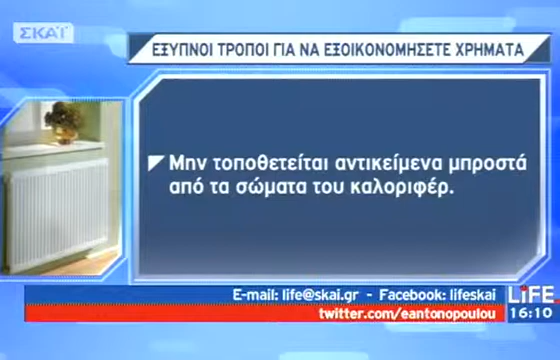 ΣΚΑΪ
ΕΞΥΠΝΟΙ ΤΡΟΠΟΙ ΓΙΑ ΝΑ ΕΞΟΙΚΟΝΟΜΗΣΕΤΕ ΧΡΗΜΑΤΑ
Μην τοποθετείται αντικείμενα μπροστά
από τα σώματα του καλοριφέρ.
E-mail: life@skai.gr - Facebook: lifeskai
LiFE
twitter.com/eantonopoulou
16:10